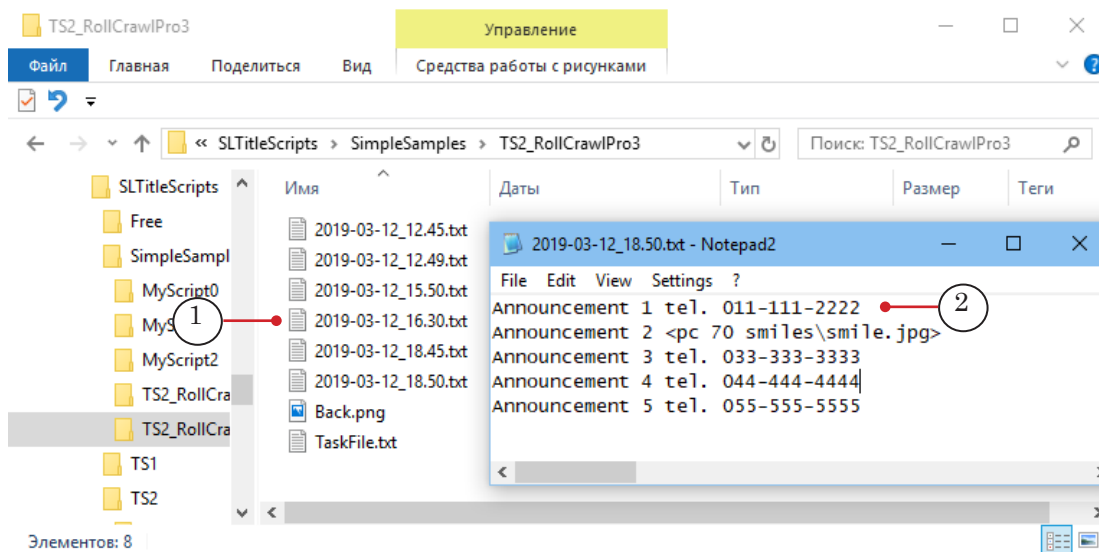 TS2_RollCrawlPro3
Управление
Файл Главная Поделиться Вид Средства работы с рисунками
« SLTitleScripts › SimpleSamples › TS2_RollCrawlPro3
Поиск: TS2_RollCrawlPro3
SLTitleScripts
Free
SimpleSampl
MyScript0
MyS
MyScript2
TS2_RollCra
TS2_RollCra
TS1
TS2
Имя Даты Тип Размер Теги
2019-03-12_12.45.txt
2019-03-12_12.49.txt
2019-03-12_15.50.txt
2019-03-12_16.30.txt
2019-03-12_18.45.txt
2019-03-12_18.50.txt
Back.png
TaskFile.txt
1
2019-03-12_18.50.txt - Notepad2
File Edit View Settings ?
Announcement 1 tel. 011-111-2222
Announcement 2 <pc 70 smiles\smile.jpg>
Announcement 3 tel. 033-333-3333
Announcement 4 tel. 044-444-4444
Announcement 5 tel. 055-555-5555
2
Элементов: 8